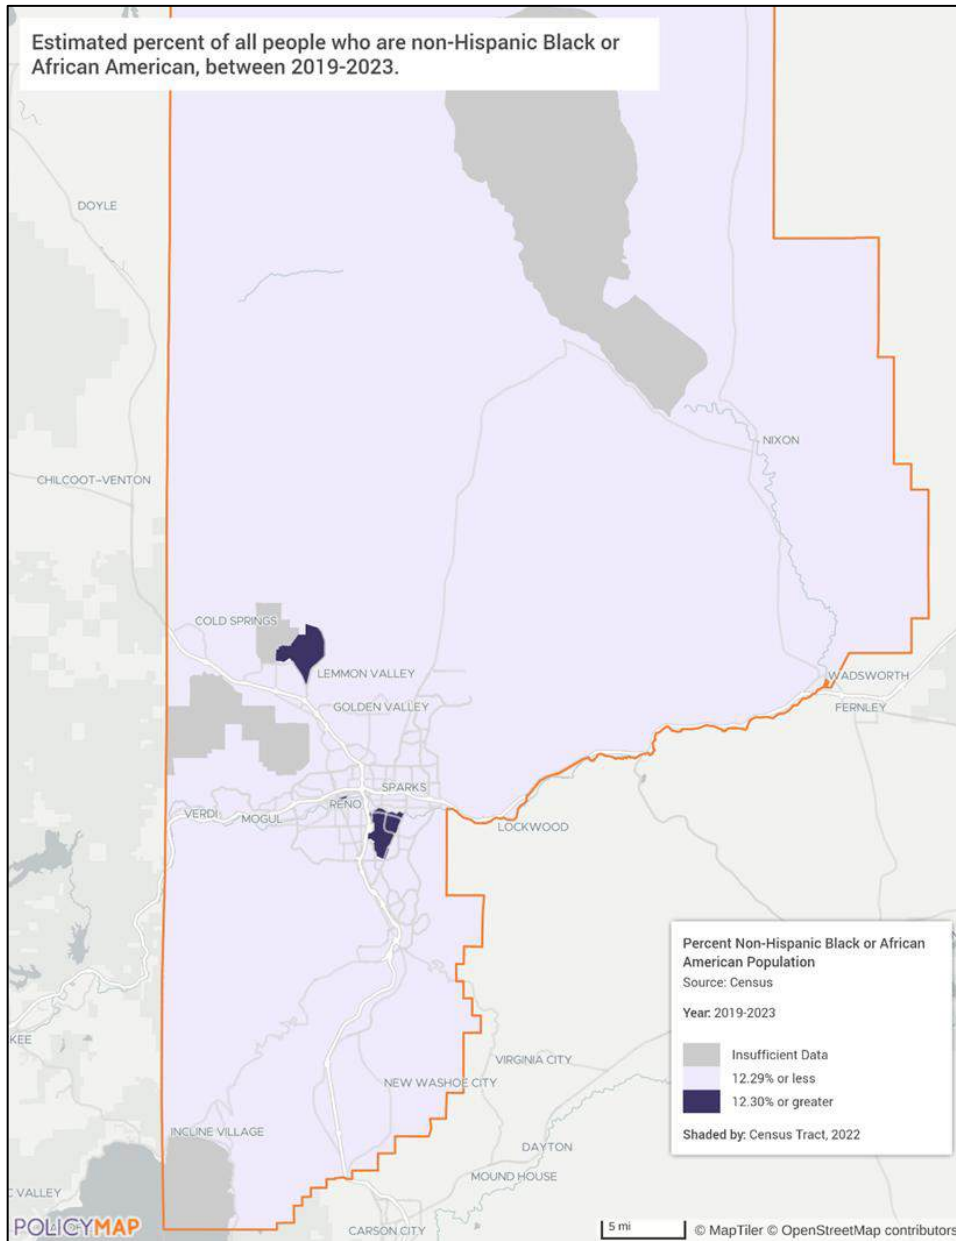 Estimated percent of all people who are non-Hispanic Black or
African American, between 2019-2023.
DOYLE
NIXON
CHILCOOT-VENTON
COLD SPRINGS
LEMMON VALLEY
WADSWORTH
GOLDEN VALLEY
FERNLEY
SPARKS
RENO
VERDI
MOGUL
LOCKWOOD
Percent Non-Hispanic Black or African
American Population
Source: Census
Year: 2019-2023
Insufficient Data
12.29% or less
12.30% or greater
Shaded by: Census Tract, 2022
KEE
VIRGINIA CITY
NEW WASHOE CITY
INCLINE VILLAGE
DAYTON
MOUND HOUSE
C VALLEY
CARSON CITY
POLICYMAP
5 mi
© MapTiler © OpenStreetMap contributors